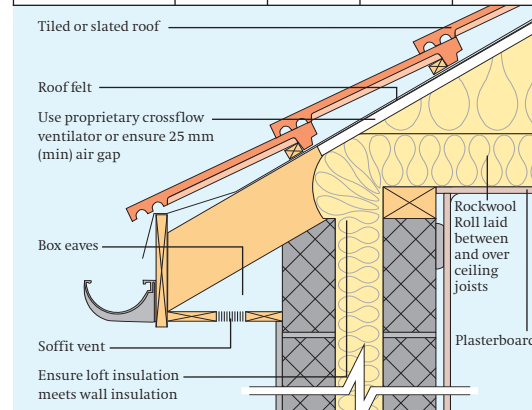 Tiled or slated roof
Roof felt
Use proprietary crossflow
ventilator or ensure 25 mm
(min) air gap
Box eaves
Soffit vent
Ensure loft insulation
meets wall insulation
Rockwool
Roll laid
between
and over
ceiling
joists
Plasterboard